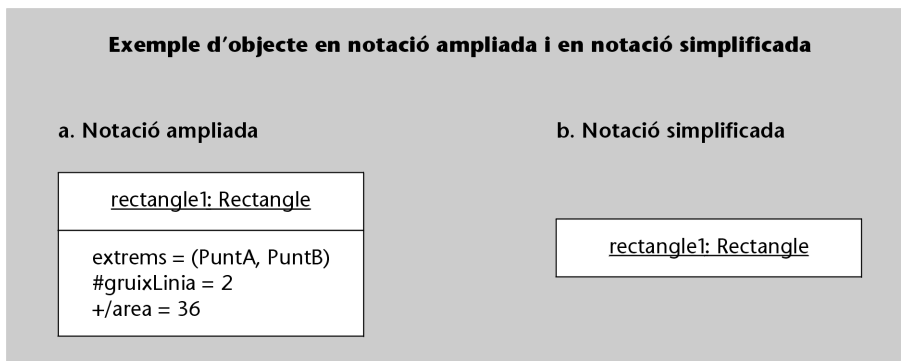 Exemple d'objecte en notació ampliada i en notació simplificada
a. Notació ampliada
rectangle1: Rectangle
extrems = (PuntA, PuntB)
#gruixLinia = 2
+/area = 36
b. Notació simplificada
rectangle1: Rectangle